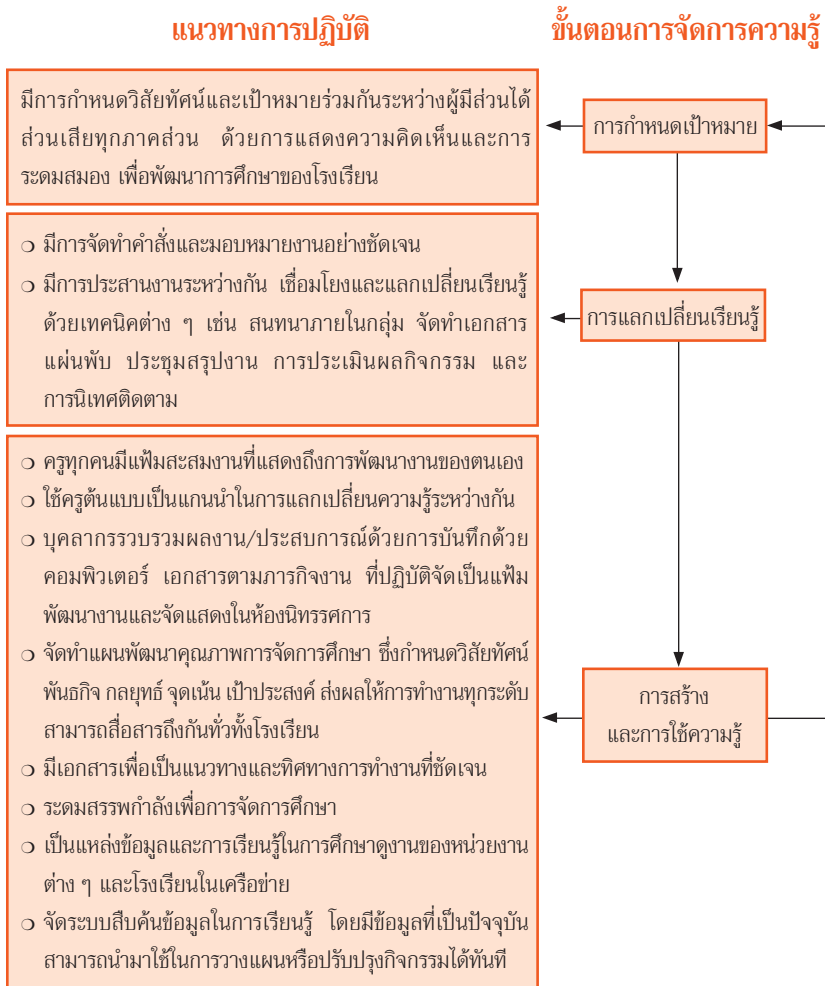 แนวทางการปฏิบัติ
ขั้นตอนการจัดการความรู้
มีการกำหนดวิสัยทัศน์และเป้าหมายร่วมกันระหว่างผู้มีส่วนได้
ส่วนเสียทุกภาคส่วน ด้วยการแสดงความคิดเห็นและการ
ระดมสมอง เพื่อพัฒนาการศึกษาของโรงเรียน
การกำหนดเป้าหมาย
❍ มีการจัดทำคำสั่งและมอบหมายงานอย่างชัดเจน
❍ มีการประสานงานระหว่างกัน เชื่อมโยงและแลกเปลี่ยนเรียนรู้
ด้วยเทคนิคต่าง ๆ เช่น สนทนาภายในกลุ่ม จัดทำเอกสาร
แผ่นพับ ประชุมสรุปงาน การประเมินผลกิจกรรม และ
การนิเทศติดตาม
การแลกเปลี่ยนเรียนรู้
❍ ครูทุกคนมีแฟ้มสะสมงานที่แสดงถึงการพัฒนางานของตนเอง
❍ ใช้ครูต้นแบบเป็นแกนนำในการแลกเปลี่ยนความรู้ระหว่างกัน
❍ บุคลากรรวบรวมผลงาน/ประสบการณ์ด้วยการบันทึกด้วย
คอมพิวเตอร์ เอกสารตามภารกิจงาน ที่ปฏิบัติจัดเป็นแฟ้ม
พัฒนางานและจัดแสดงในห้องนิทรรศการ
❍ จัดทำแผนพัฒนาคุณภาพการจัดการศึกษา ซึ่งกำหนดวิสัยทัศน์
พันธกิจ กลยุทธ์ จุดเน้น เป้าประสงค์ ส่งผลให้การทำงานทุกระดับ
สามารถสื่อสารถึงกันทั่วทั้งโรงเรียน
❍ มีเอกสารเพื่อเป็นแนวทางและทิศทางการทำงานที่ชัดเจน
❍ ระดมสรรพกำลังเพื่อการจัดการศึกษา
❍ เป็นแหล่งข้อมูลและการเรียนรู้ในการศึกษาดูงานของหน่วยงาน
ต่าง ๆ และโรงเรียนในเครือข่าย
❍ จัดระบบสืบค้นข้อมูลในการเรียนรู้ โดยมีข้อมูลที่เป็นปัจจุบัน
สามารถนำมาใช้ในการวางแผนหรือปรับปรุงกิจกรรมได้ทันที
การสร้าง
และการใช้ความรู้